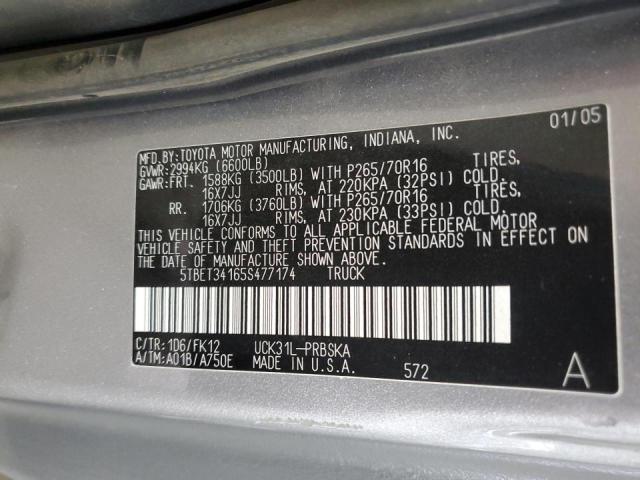 01/05
MFD.BY:TOYOTA MOTOR MANUFACTURING, INDIANA, INC.
GVWR:2994KG (6600LB)
GAWR:FRT. 1588KG (3500LB) WITH P265/70R16 TIRES,
16X7JJ RIMS, AT 220KPA (32PSI) COLD.
RR. 1706KG (3760LB) WITH P265/70R16 TIRES,
16X7JJ RIMS, AT 230KPA (33PSI) COLD.
THIS VEHICLE CONFORMS TO ALL APPLICABLE FEDERAL MOTOR
VEHICLE SAFETY AND THEFT PREVENTION STANDARDS IN EFFECT ON
THE DATE OF MANUFACTURE SHOWN ABOVE.
5TBET34165S477174 TRUCK
C/TR:1D6/FK12 UCK31L-PRBSKA
A/TM:A01B/A750E MADE IN U.S.A. 572 A